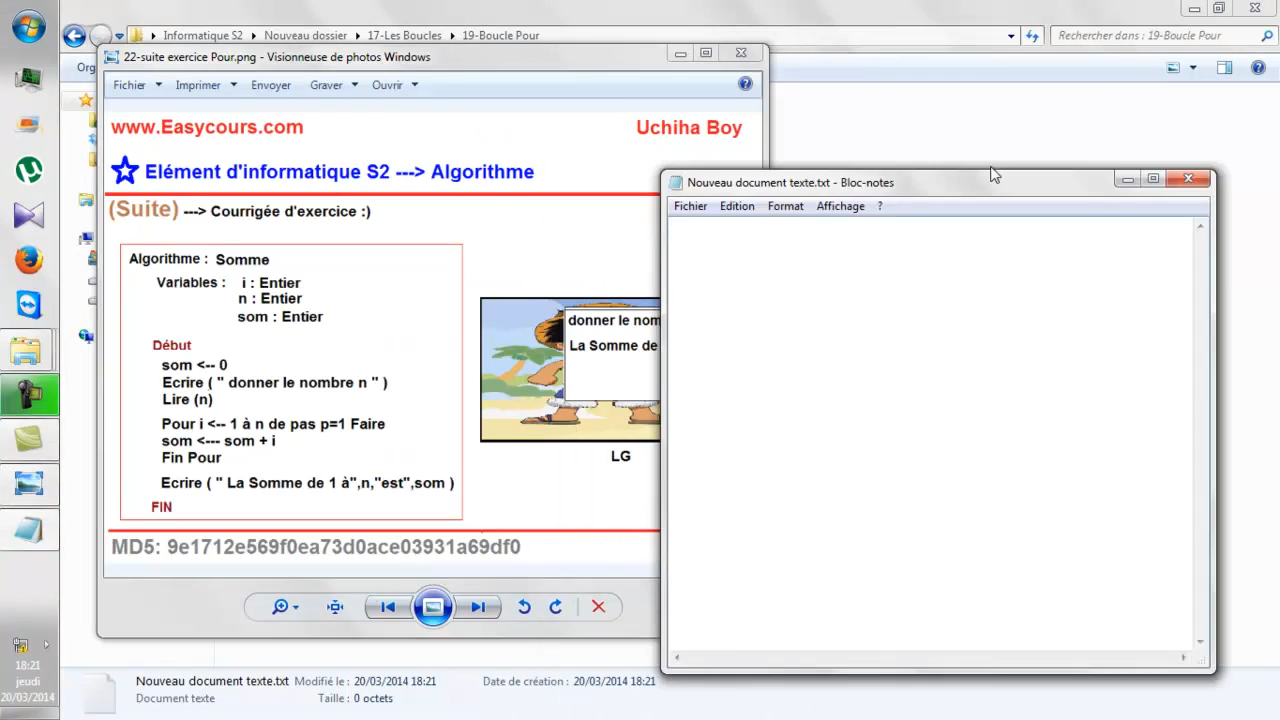 Informatique S2
Nouveau dossier
17-Les Boucles
19-Boucle Pour
Rechercher dans : 19-Boucle Pour
Org
22-suite exercice Pour.png - Visionneuse de photos Windows
Fichier
Imprimer
Envoyer
Graver
Ouvrir
www.Easycours.com
Uchiha Boy
Elément d'informatique S2 ---> Algorithme
(Suite) ---> Courrigée d'exercice :)
Algorithme : Somme
Variables : i : Entier
n : Entier
som : Entier
Début
som <-- 0
Ecrire ( " donner le nombre n " )
Lire (n)
Pour i <-- 1 à n de pas p=1 Faire
som <--- som + i
Fin Pour
Ecrire ( " La Somme de 1 à",n,"est",som )
FIN
donner le nom
La Somme de
LG
MD5: 9e1712e569f0ea73d0ace03931a69df0
Nouveau document texte.txt - Bloc-notes
Fichier
Edition
Format
Affichage
?
18:21
jeudi
20/03/2014
Nouveau document texte.txt
Modifié le : 20/03/2014 18:21
Date de création : 20/03/2014 18:21
Document texte
Taille : 0 octets